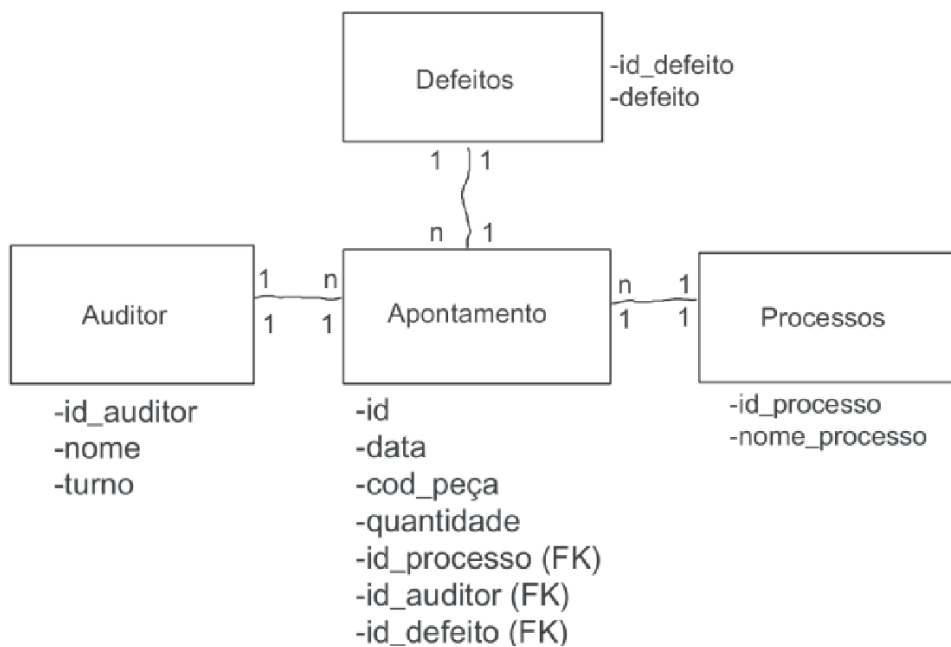 Defeitos
-id_defeito
-defeito
1 1
n 1
Auditor
1 n
1 1
Apontamento
n 1
1 1
Processos
-id_auditor
-nome
-turno
-id
-data
-cod_peça
-quantidade
-id_processo (FK)
-id_auditor (FK)
-id_defeito (FK)
-id_processo
-nome_processo